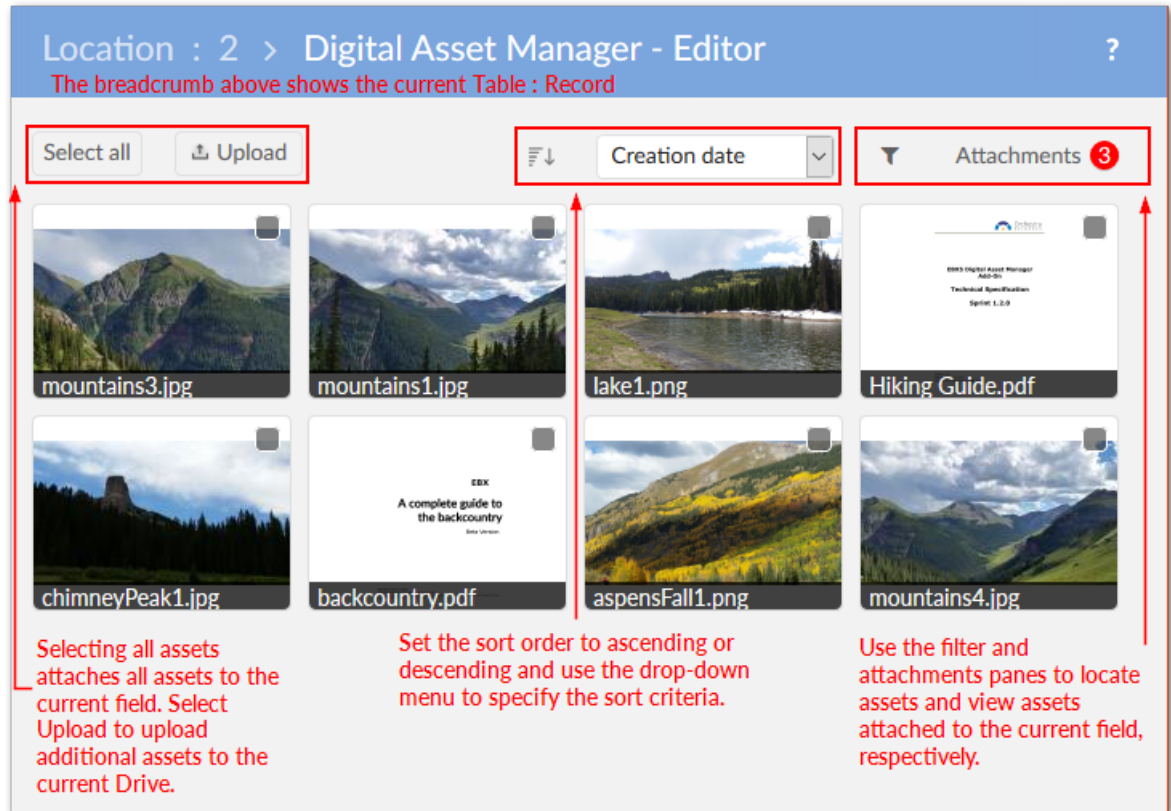 Location : 2 > Digital Asset Manager - Editor ?
The breadcrumb above shows the current Table : Record
Select all
Upload
Creation date
Attachments 3
mountains3.jpg
mountains1.jpg
lake1.png
EBX5 Digital Asset Manager
Add-On
Technical Specification
Sprint 1.2.0
Hiking Guide.pdf
chimneyPeak1.jpg
EBX
A complete guide to
the backcountry
Beta Version
backcountry.pdf
aspensFall1.png
mountains4.jpg
Selecting all assets
attaches all assets to the
current field. Select
Upload to upload
additional assets to the
current Drive.
Set the sort order to ascending or
descending and use the drop-down
menu to specify the sort criteria.
Use the filter and
attachments panes to locate
assets and view assets
attached to the current field,
respectively.